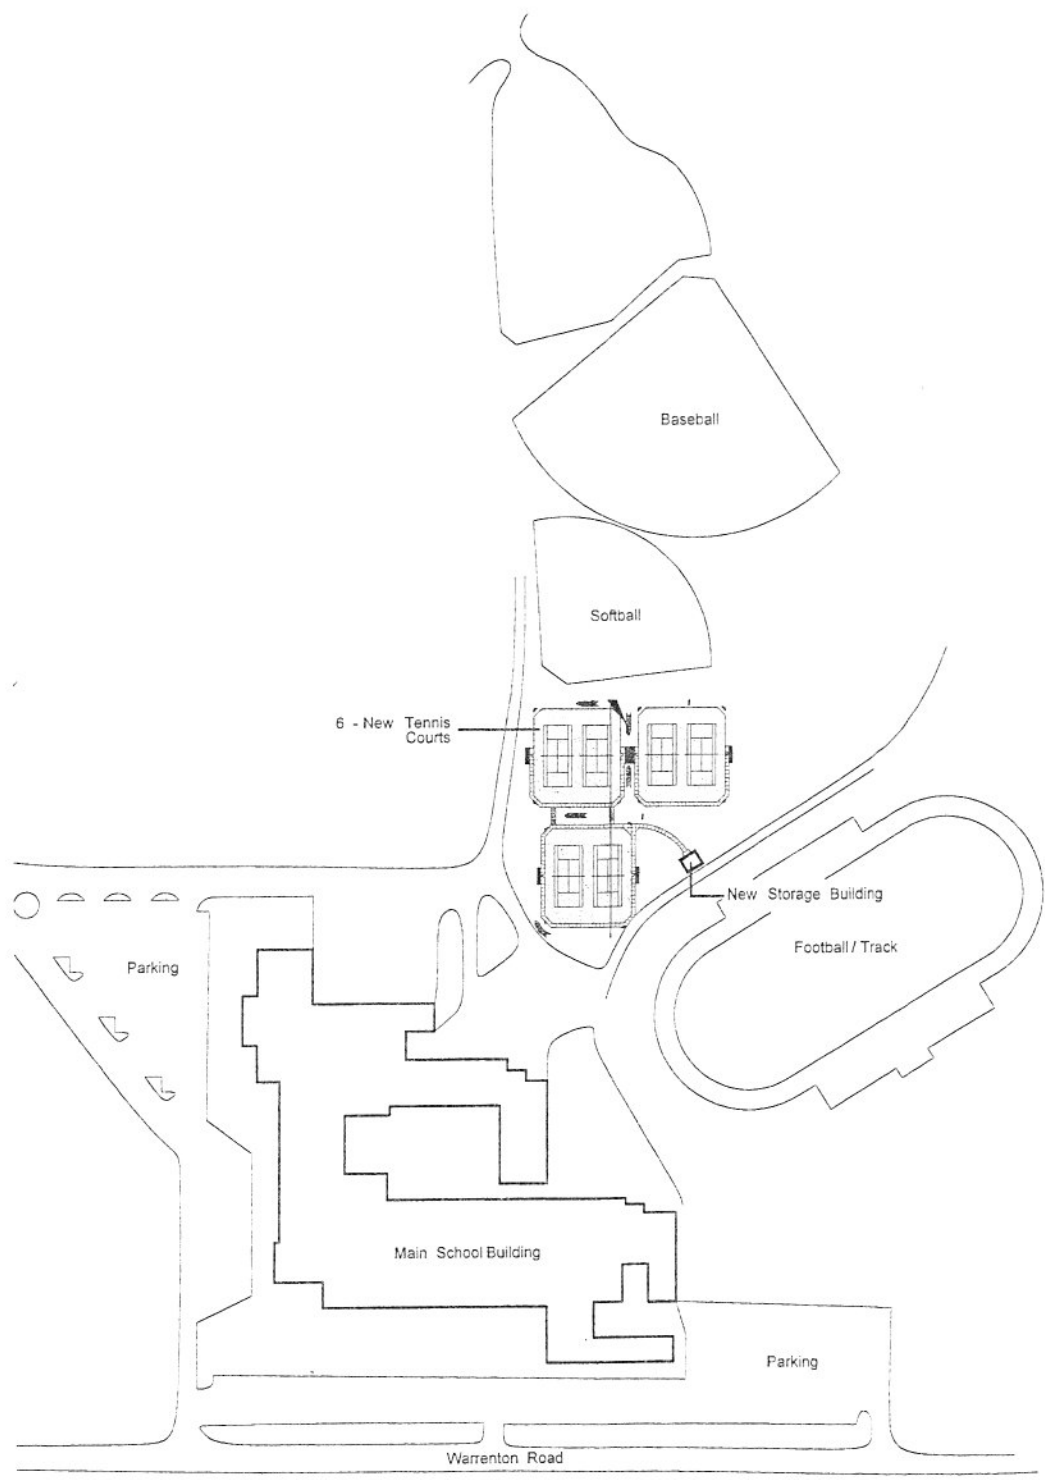 Baseball
Softball
6 - New Tennis
Courts
New Storage Building
Football / Track
Parking
Main School Building
Parking
Warrenton Road